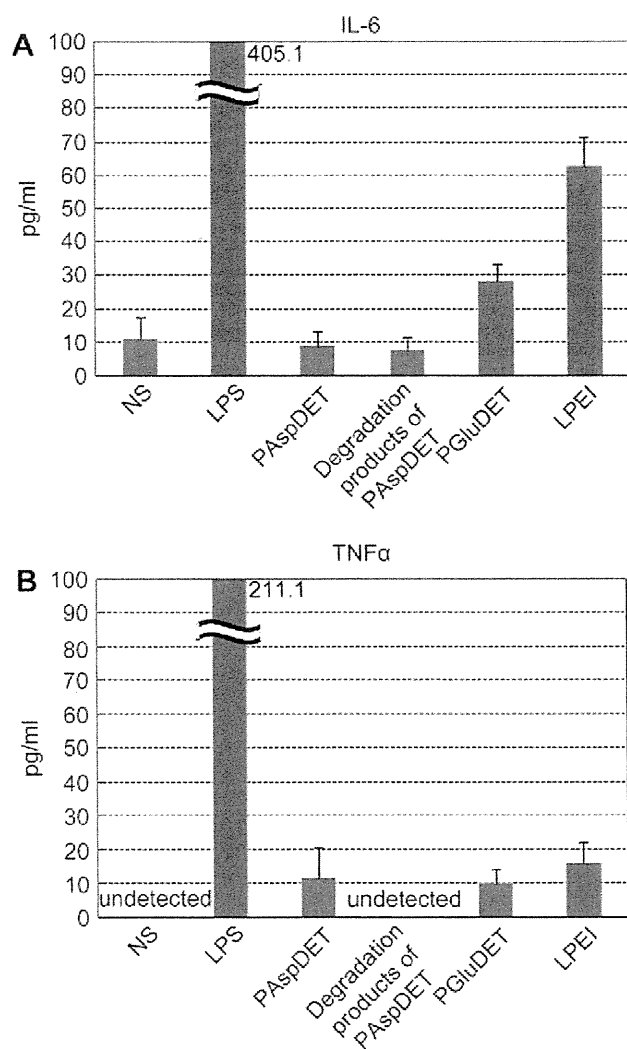 A
IL-6
405.1
pg/ml
100
90
80
70
60
50
40
30
20
10
0
NS
LPS
PAspDET
Degradation
products of
PAspDET
PGluDET
LPEI
B
TNFα
211.1
pg/ml
100
90
80
70
60
50
40
30
20
10
0
undetected
undetected
NS
LPS
PAspDET
Degradation
products of
PAspDET
PGluDET
LPEI